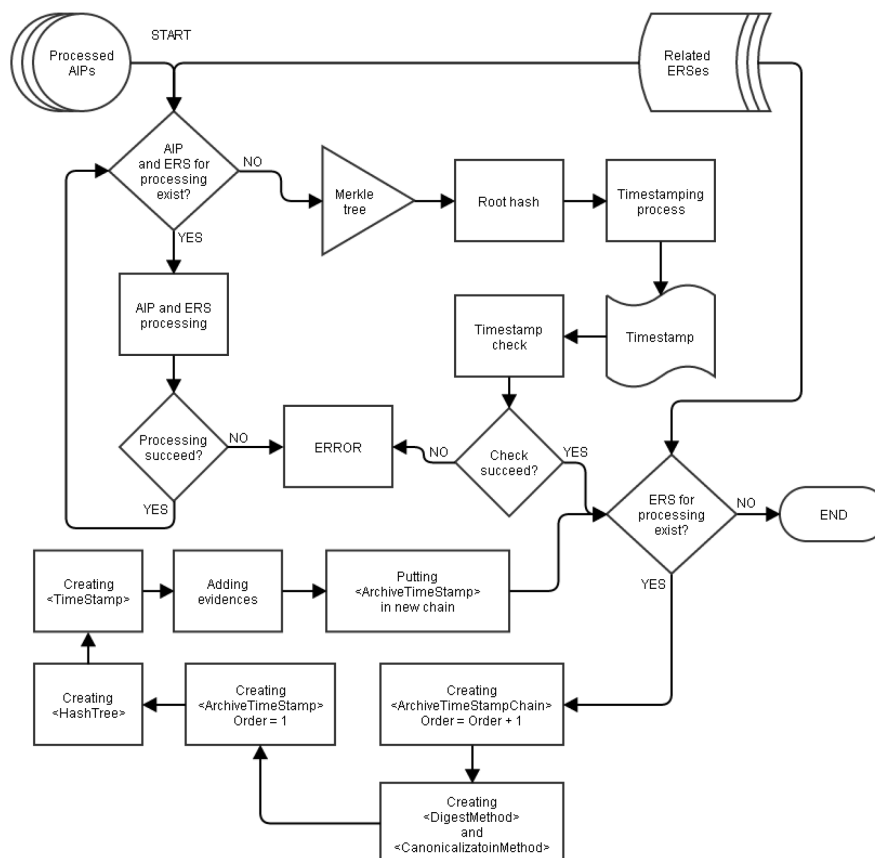 START
Processed
AIPs
Related
ERSes
AIP
and ERS for
processing
exist?
NO
YES
Merkle
tree
Root hash
Timestamping
process
AIP and ERS
processing
Timestamp
check
Timestamp
Processing
succeed?
NO
YES
ERROR
NO
Check
succeed?
YES
ERS for
processing
exist?
NO
YES
END
Creating
<TimeStamp>
Adding
evidences
Putting
<ArchiveTimeStamp>
in new chain
Creating
<HashTree>
Creating
<ArchiveTimeStamp>
Order = 1
Creating
<ArchiveTimeStampChain>
Order = Order + 1
Creating
<DigestMethod>
and
<CanonicalizatoinMethod>